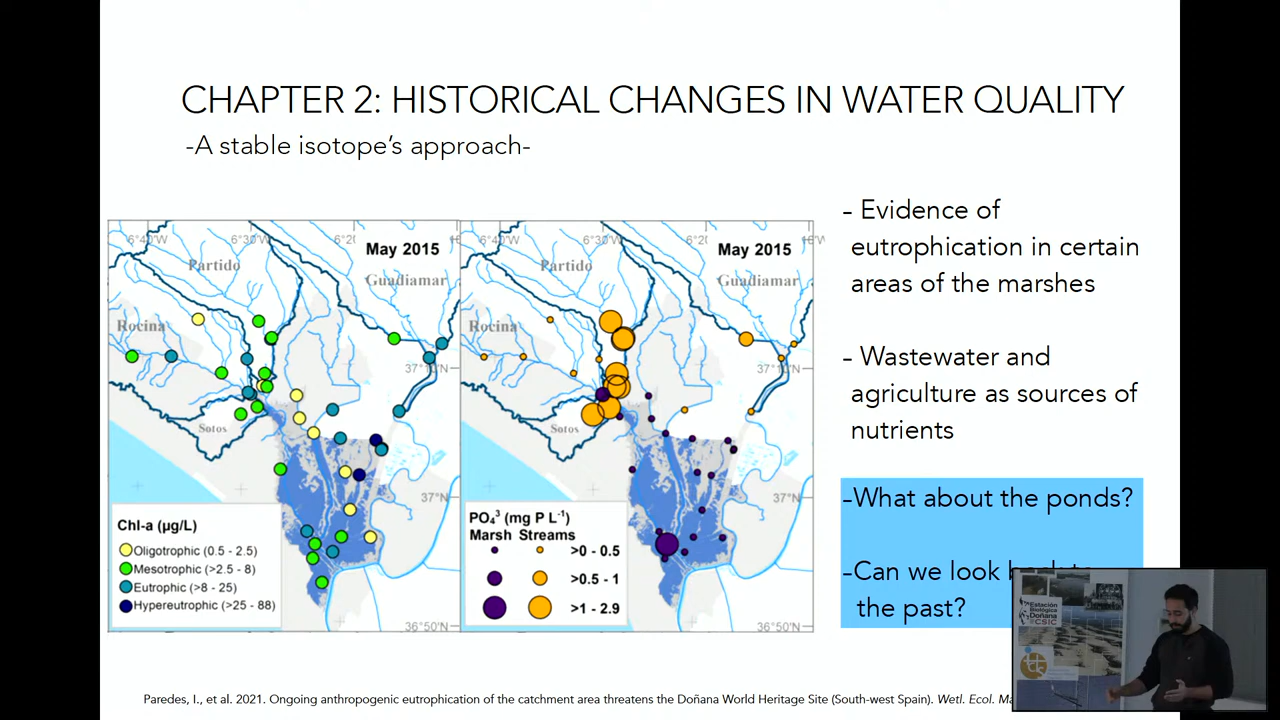 CHAPTER 2: HISTORICAL CHANGES IN WATER QUALITY
-A stable isotope's approach-
6°40'W
6°30'W
6°20
May 2015
Partido
Guadiamar
Rocina
37°10'N
Sotos
37°N
36°50'N
Chl-a (µg/L)
Oligotrophic (0.5 - 2.5)
Mesotrophic (>2.5 - 8)
Eutrophic (>8 - 25)
Hypereutrophic (>25 - 88)
6°40'W
6°30'W
6°20
May 2015
Partido
Guadiamar
Rocina
37°10'N
Sotos
37°N
36°50'N
PO₄³ (mg P L⁻¹)
Marsh Streams
>0 - 0.5
>0.5 - 1
>1 - 2.9
- Evidence of
eutrophication in certain
areas of the marshes
- Wastewater and
agriculture as sources of
nutrients
-What about the ponds?
-Can we look back to
the past?
Estación
Biológica
Doñana
CSIC
Paredes, I., et al. 2021. Ongoing anthropogenic eutrophication of the catchment area threatens the Doñana World Heritage Site (South-west Spain). Wetl. Ecol.